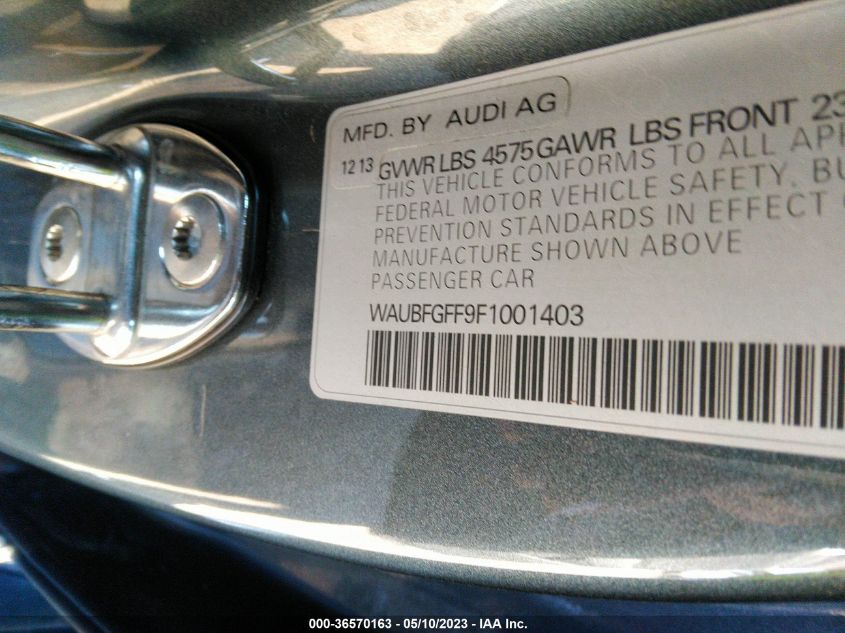 MFD. BY AUDI AG
12 13 GVWR LBS 4575 GAWR LBS FRONT 23
THIS VEHICLE CONFORMS TO ALL
FEDERAL MOTOR VEHICLE SAFETY.
PREVENTION STANDARDS IN EFFECT
MANUFACTURE SHOWN ABOVE
PASSENGER CAR
WAUBFGFF9F1001403
000-36570163 - 05/10/2023 - IAA Inc.